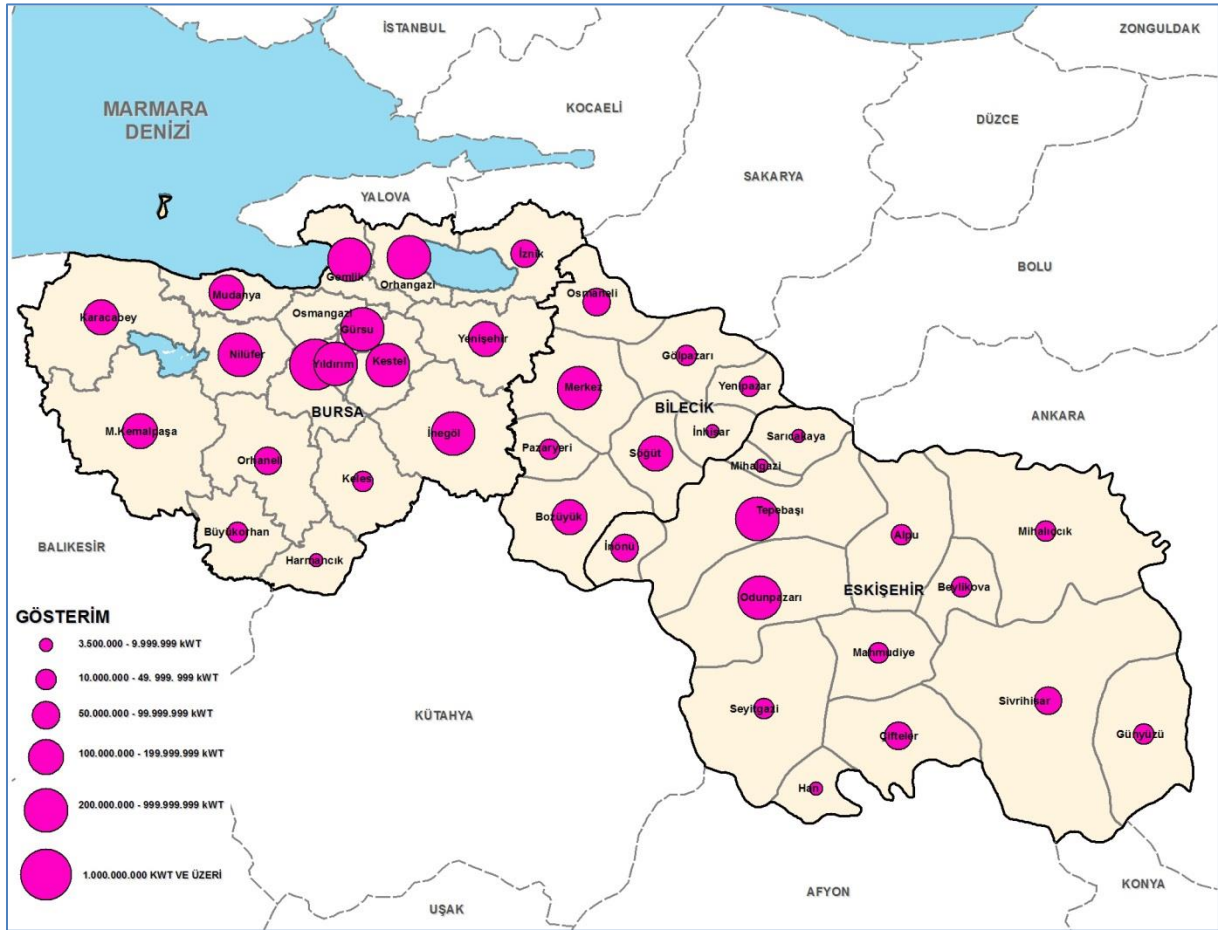 İSTANBUL
ZONGULDAK
MARMARA
DENİZİ
KOCAELİ
DÜZCE
SAKARYA
YALOVA
BOLU
İznik
Gemlik
Orhangazi
Mudanya
Osmaneli
Karacabey
Osmangazi
Gürsu
Yenişehir
Nilüfer
Yıldırım
Kestel
Gölpazarı
Merkez
Yenipazar
ANKARA
BURSA
BİLECİK
M.Kemalpaşa
İnegöl
İnhisar
Sarıcakaya
Pazaryeri
Söğüt
Orhaneli
Mihalgazi
Keles
Bozüyük
Tepebaşı
Büyükorhan
Alpu
Mihalıçcık
BALIKESİR
İnönü
Harmancık
Beylikova
ESKİŞEHİR
Odunpazarı
GÖSTERİM
3.500.000 - 9.999.999 kWT
10.000.000 - 49. 999. 999 kWT
50.000.000 - 99.999.999 kWT
100.000.000 - 199.999.999 kWT
200.000.000 - 999.999.999 kWT
1.000.000.000 KWT VE ÜZERİ
Mahmudiye
Sivrihisar
Seyitgazi
KÜTAHYA
Çifteler
Günyüzü
Han
AFYON
KONYA
UŞAK